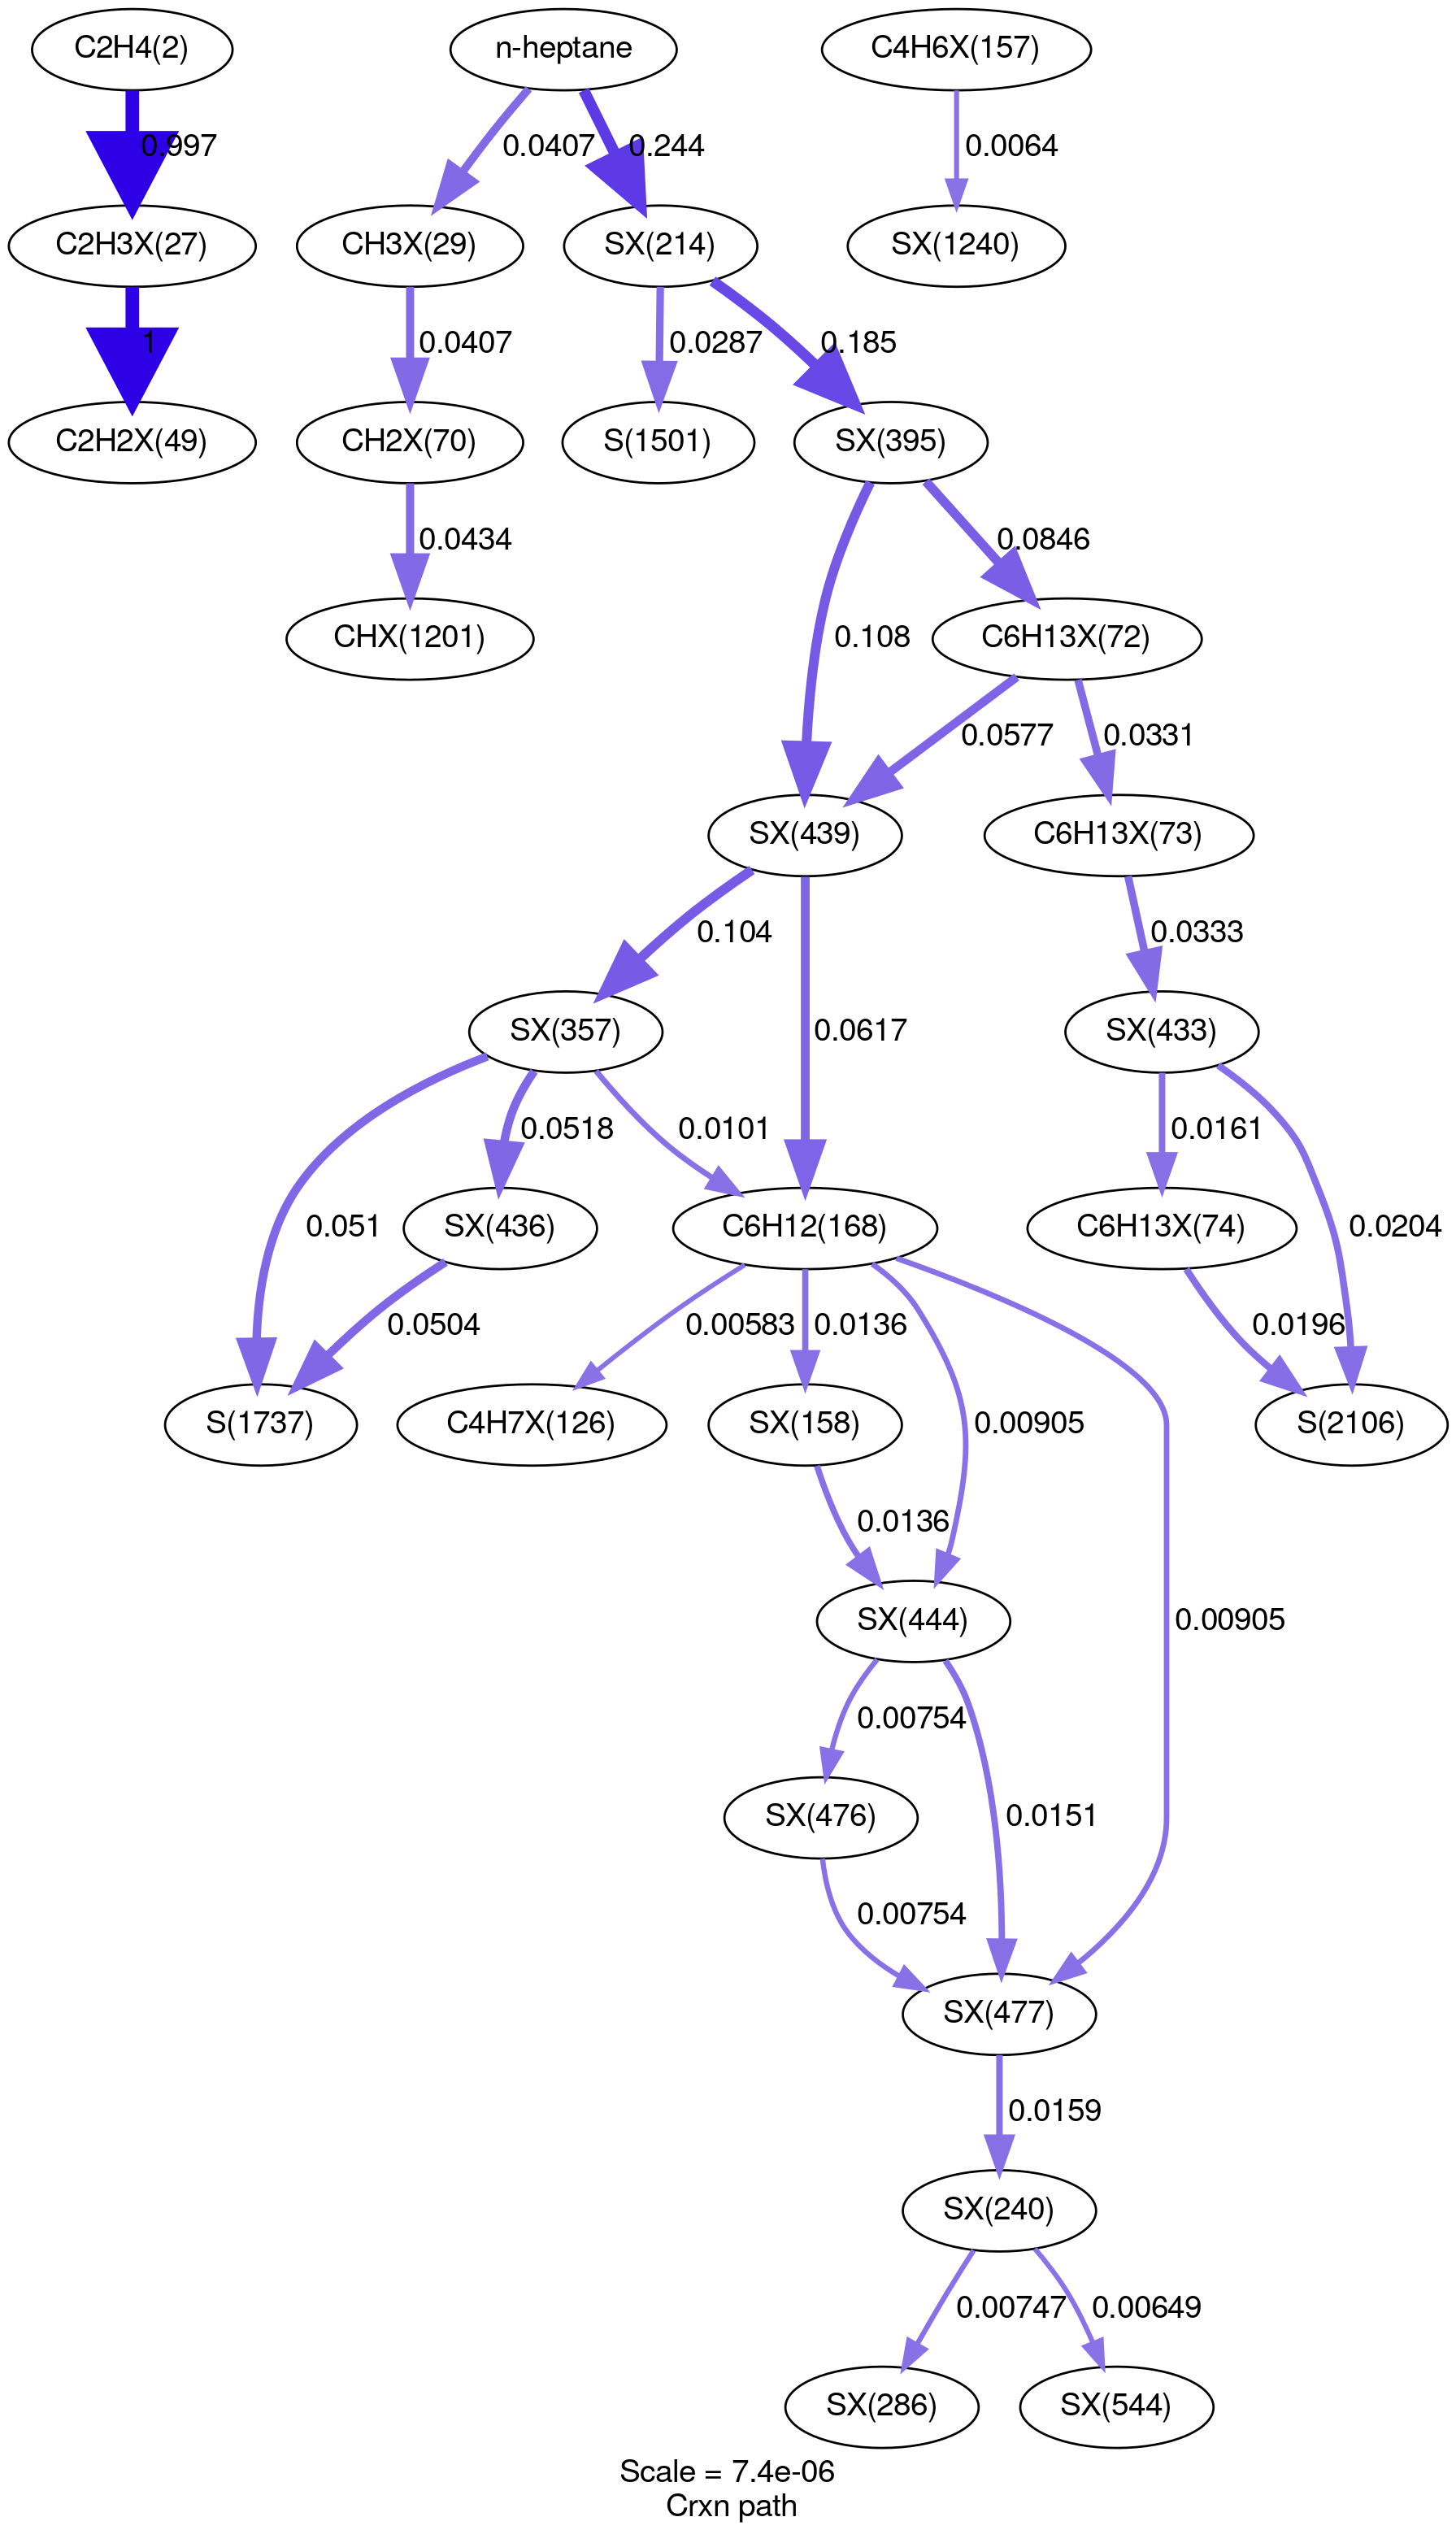 C2H4(2)
n-heptane
C4H6X(157)
0.997
0.0407
0.244
0.0064
C2H3X(27)
CH3X(29)
SX(214)
SX(1240)
1
0.0407
0.0287
0.185
C2H2X(49)
CH2X(70)
S(1501)
SX(395)
0.0434
0.108
0.0846
CHX(1201)
C6H13X(72)
0.0577
0.0331
SX(439)
C6H13X(73)
0.104
0.0617
0.0333
SX(357)
SX(433)
0.051
0.0518
0.0101
0.0161
0.0204
SX(436)
C6H12(168)
C6H13X(74)
0.0504
0.00583
0.0136
0.00905
0.00905
0.0196
S(1737)
C4H7X(126)
SX(158)
S(2106)
0.0136
SX(444)
0.00754
0.0151
SX(476)
0.00754
SX(477)
0.0159
SX(240)
0.00747
0.00649
SX(286)
SX(544)
Scale = 7.4e-06
Crxn path